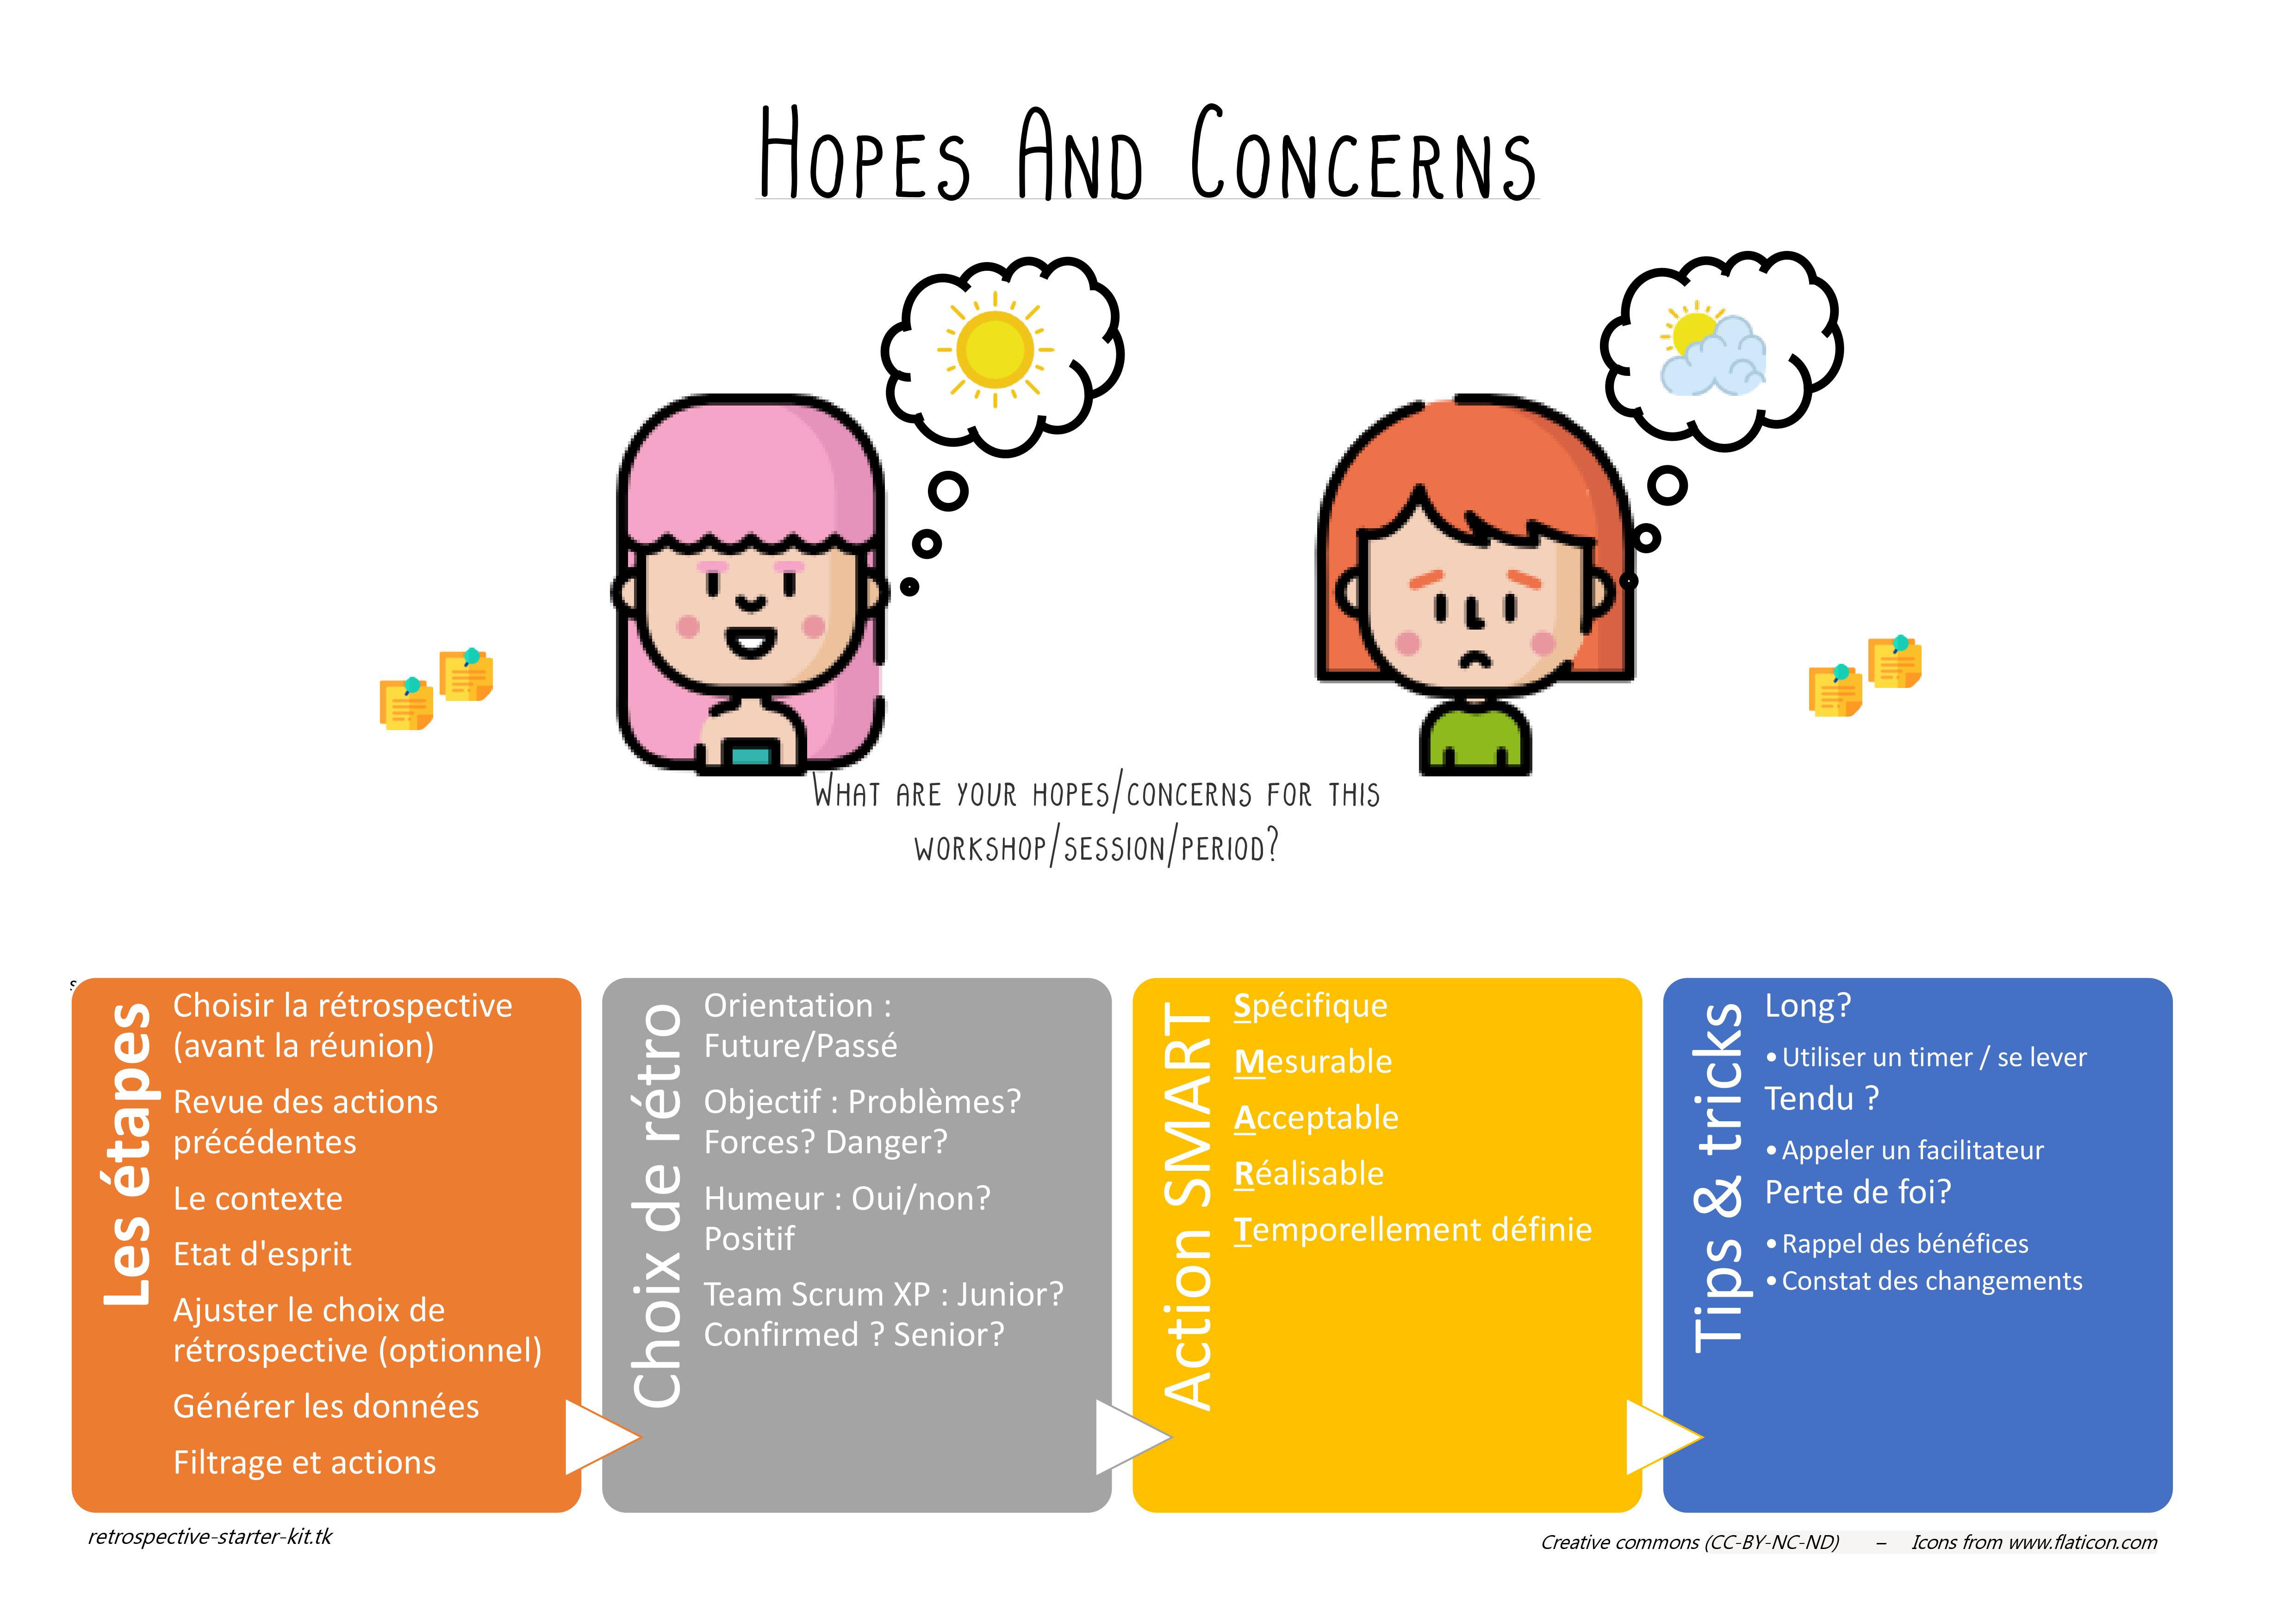 Hopes And Concerns
What are your hopes/concerns for this
workshop/session/period?
s
Les étapes
Choisir la rétrospective
(avant la réunion)
Revue des actions
précédentes
Le contexte
Etat d'esprit
Ajuster le choix de
rétrospective (optionnel)
Générer les données
Filtrage et actions
Choix de rétro
Orientation :
Future/Passé
Objectif : Problèmes?
Forces? Danger?
Humeur : Oui/non?
Positif
Team Scrum XP : Junior?
Confirmed ? Senior?
Action SMART
Spécifique
Mesurable
Acceptable
Réalisable
Temporellement définie
Tips & tricks
Long?
• Utiliser un timer / se lever
Tendu ?
• Appeler un facilitateur
Perte de foi?
• Rappel des bénéfices
• Constat des changements
retrospective-starter-kit.tk
Creative commons (CC-BY-NC-ND) – Icons from www.flaticon.com